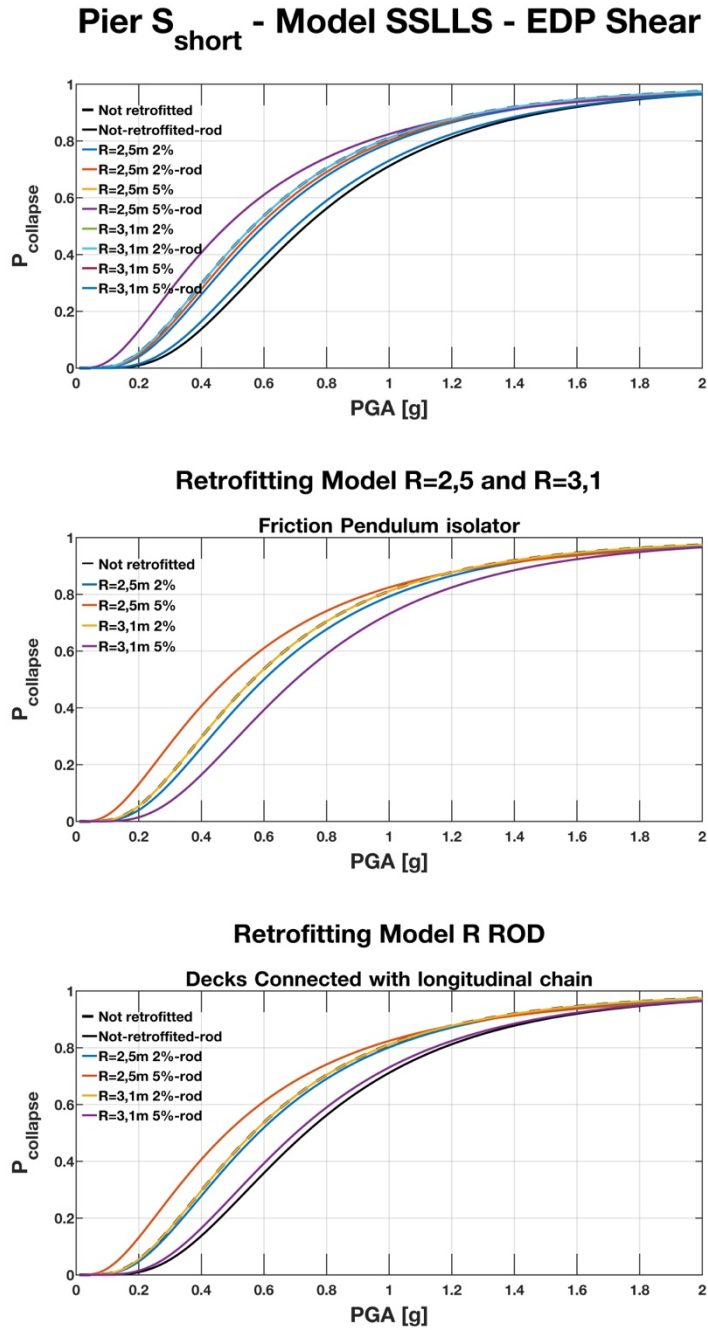 Pier S_short - Model SSLLS - EDP Shear
1
0.8
0.6
0.4
0.2
0
P_collapse
Not retrofitted
Not-retroffited-rod
R=2,5m 2%
R=2,5m 2%-rod
R=2,5m 5%
R=2,5m 5%-rod
R=3,1m 2%
R=3,1m 2%-rod
R=3,1m 5%
R=3,1m 5%-rod
0 0.2 0.4 0.6 0.8 1 1.2 1.4 1.6 1.8 2
PGA [g]
Retrofitting Model R=2,5 and R=3,1
Friction Pendulum isolator
1
0.8
0.6
0.4
0.2
0
P_collapse
Not retrofitted
R=2,5m 2%
R=2,5m 5%
R=3,1m 2%
R=3,1m 5%
0 0.2 0.4 0.6 0.8 1 1.2 1.4 1.6 1.8 2
PGA [g]
Retrofitting Model R ROD
Decks Connected with longitudinal chain
1
0.8
0.6
0.4
0.2
0
P_collapse
Not retrofitted
Not-retroffited-rod
R=2,5m 2%-rod
R=2,5m 5%-rod
R=3,1m 2%-rod
R=3,1m 5%-rod
0 0.2 0.4 0.6 0.8 1 1.2 1.4 1.6 1.8 2
PGA [g]